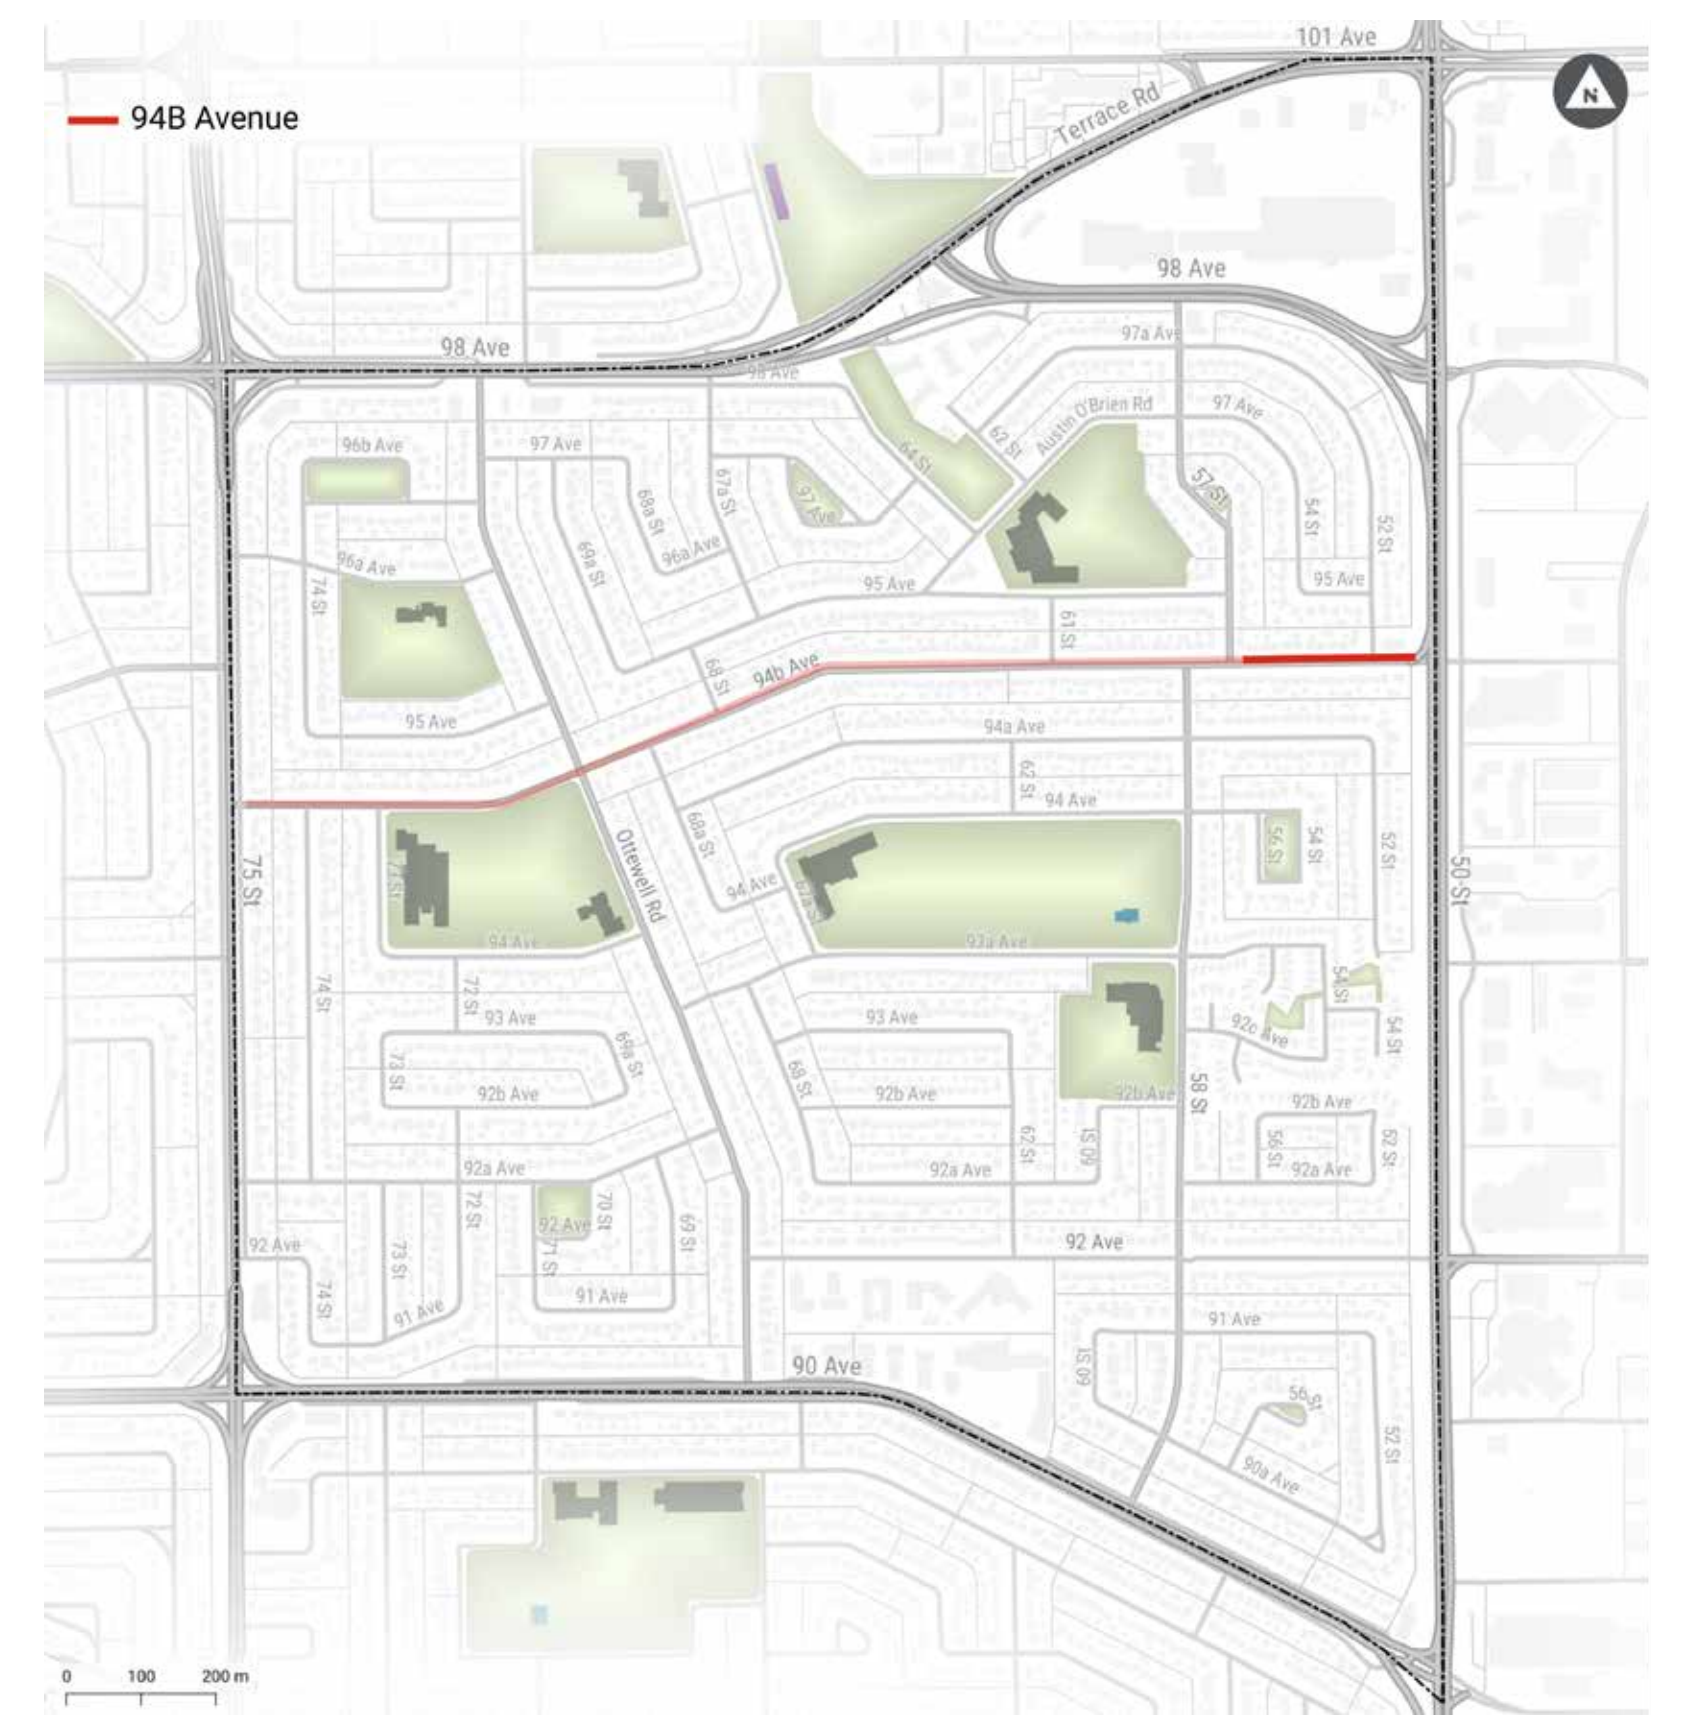 101 Ave
N
Terrace Rd
94B Avenue
98 Ave
98 Ave
97a Ave
98 Ave
Austin O'Brien Rd
97 Ave
62 St
96b Ave
97 Ave
64 St
67a St
68a St
97 Ave
57 St
54 St
52 St
96a Ave
96a Ave
69a St
74 St
95 Ave
95 Ave
61 St
68 St
94b Ave
95 Ave
94a Ave
62 St
94 Ave
68a St
56 St
54 St
52 St
75 St
Ottewell Rd
50 St
94 Ave
94 Ave
93a Ave
74 St
72 St
54 St
93 Ave
93 Ave
92c Ave
54 St
69a St
73 St
68 St
92b Ave
92b Ave
92b Ave
58 St
92b Ave
62 St
60 St
56 St
52 St
92a Ave
92a Ave
92a Ave
72 St
70 St
69 St
92 Ave
92 Ave
92 Ave
73 St
71 St
74 St
91 Ave
91 Ave
91 Ave
90 Ave
60 St
56 St
52 St
90a Ave
0 100 200 m